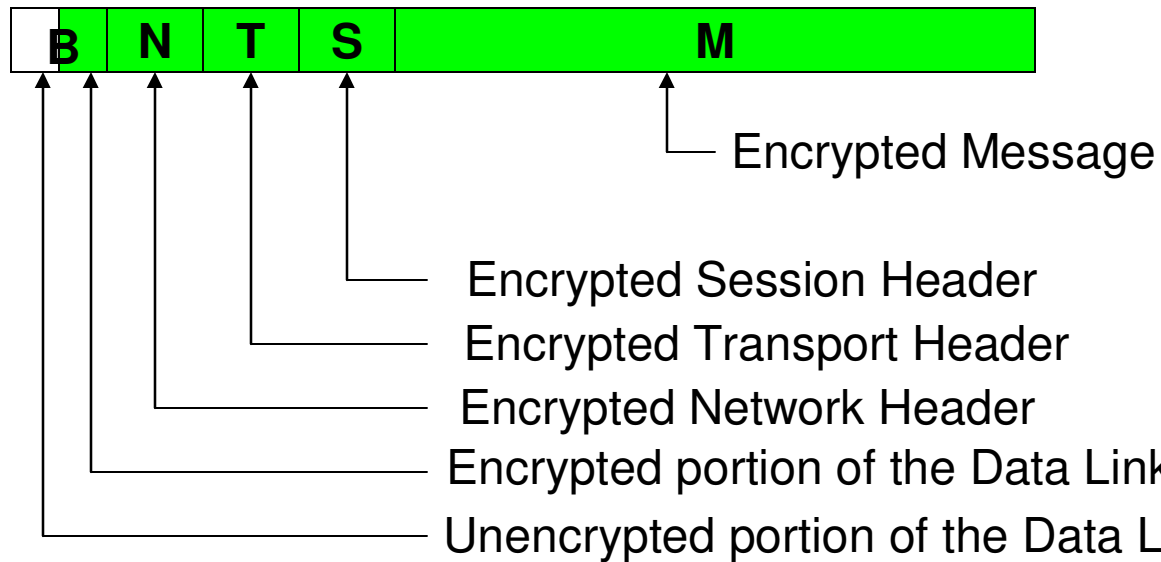 B N T S M
Encrypted Message
Encrypted Session Header
Encrypted Transport Header
Encrypted Network Header
Encrypted portion of the Data Link
Unencrypted portion of the Data L